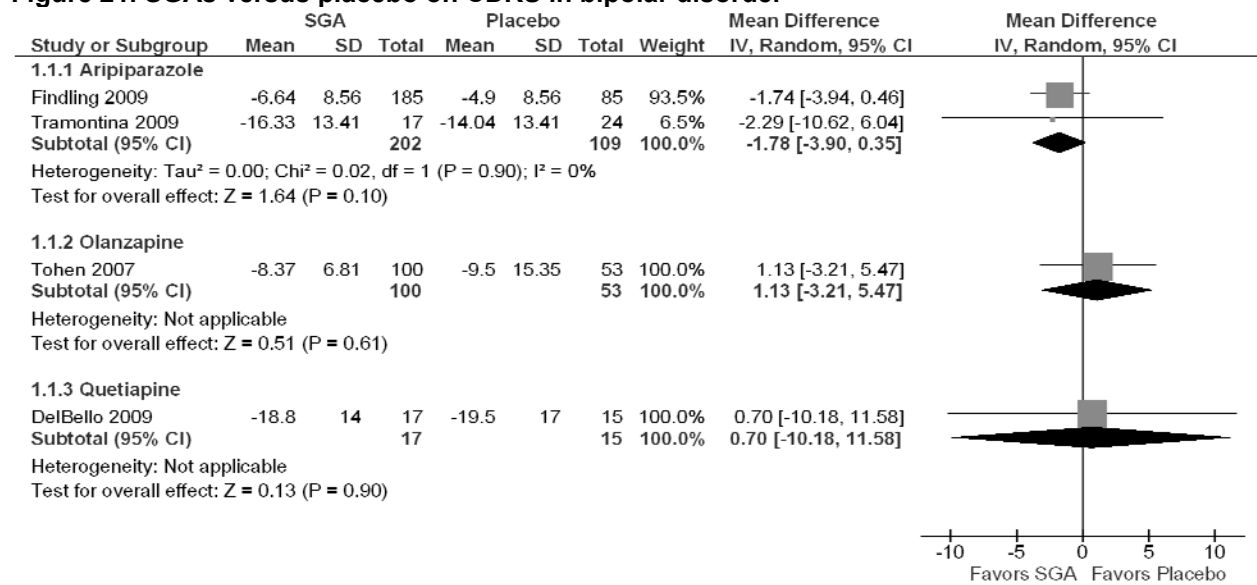 Figure 21. SGAs versus placebo on CDRS in bipolar disorder
SGA Placebo Mean Difference Mean Difference
Study or Subgroup Mean SD Total Mean SD Total Weight IV, Random, 95% CI IV, Random, 95% CI
1.1.1 Aripiparazole
Findling 2009 -6.64 8.56 185 -4.9 8.56 85 93.5% -1.74 [-3.94, 0.46]
Tramontina 2009 -16.33 13.41 17 -14.04 13.41 24 6.5% -2.29 [-10.62, 6.04]
Subtotal (95% CI) 202 109 100.0% -1.78 [-3.90, 0.35]
Heterogeneity: Tau² = 0.00; Chi² = 0.02, df = 1 (P = 0.90); I² = 0%
Test for overall effect: Z = 1.64 (P = 0.10)
1.1.2 Olanzapine
Tohen 2007 -8.37 6.81 100 -9.5 15.35 53 100.0% 1.13 [-3.21, 5.47]
Subtotal (95% CI) 100 53 100.0% 1.13 [-3.21, 5.47]
Heterogeneity: Not applicable
Test for overall effect: Z = 0.51 (P = 0.61)
1.1.3 Quetiapine
DelBello 2009 -18.8 14 17 -19.5 17 15 100.0% 0.70 [-10.18, 11.58]
Subtotal (95% CI) 17 15 100.0% 0.70 [-10.18, 11.58]
Heterogeneity: Not applicable
Test for overall effect: Z = 0.13 (P = 0.90)
-10 -5 0 5 10
Favors SGA Favors Placebo